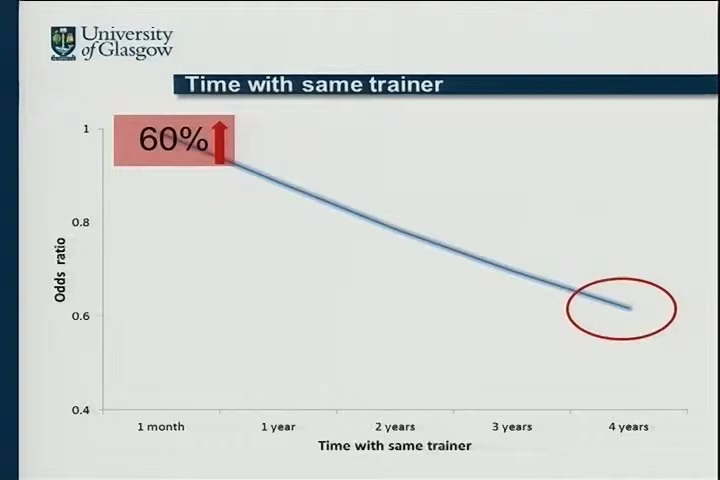 University
of Glasgow
Time with same trainer
60%
1
0.8
0.6
0.4
Odds ratio
1 month
1 year
2 years
3 years
4 years
Time with same trainer